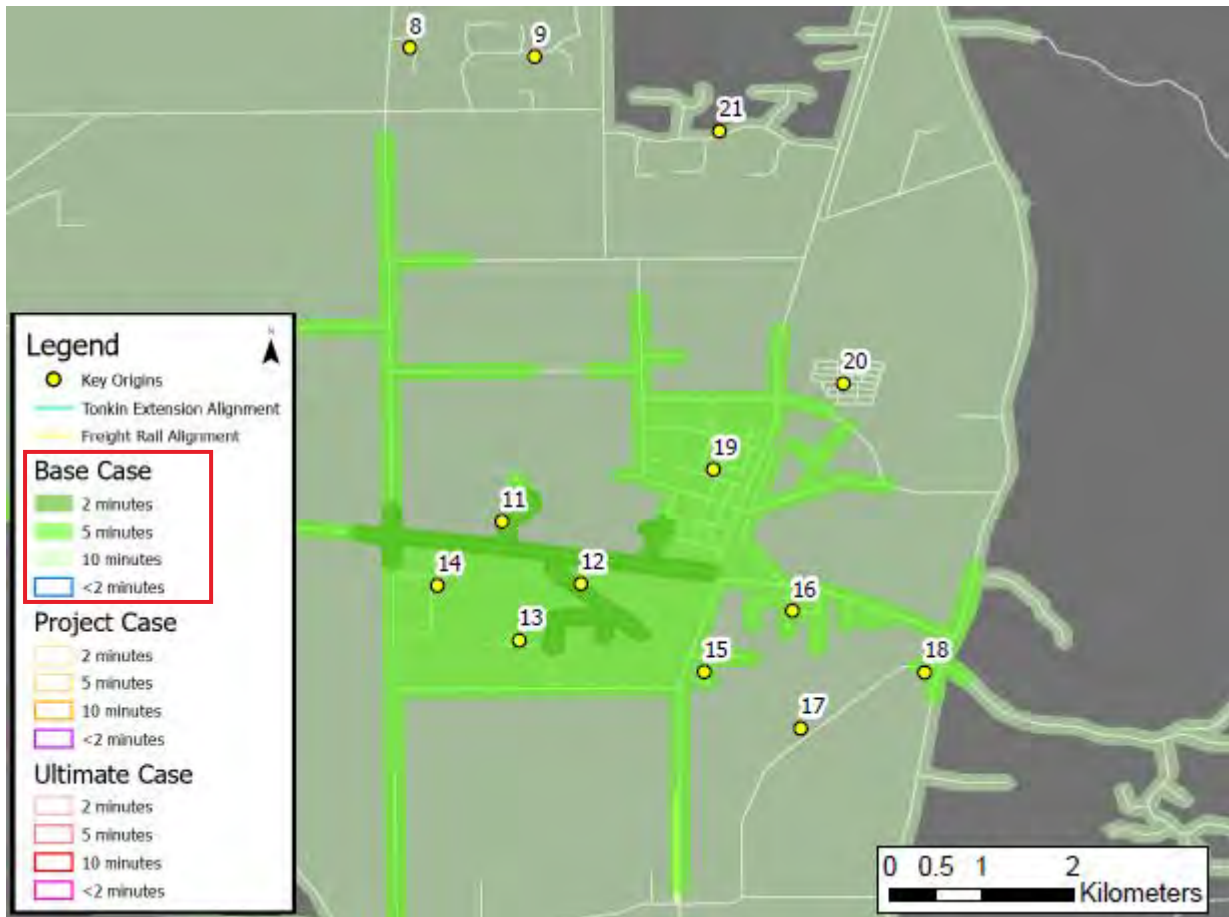 8
9
21
20
19
11
14
12
13
16
15
18
17
Legend
N
Key Origins
Tonkin Extension Alignment
Freight Rail Alignment
Base Case
2 minutes
5 minutes
10 minutes
<2 minutes
Project Case
2 minutes
5 minutes
10 minutes
<2 minutes
Ultimate Case
2 minutes
5 minutes
10 minutes
<2 minutes
0 0.5 1 2
Kilometers